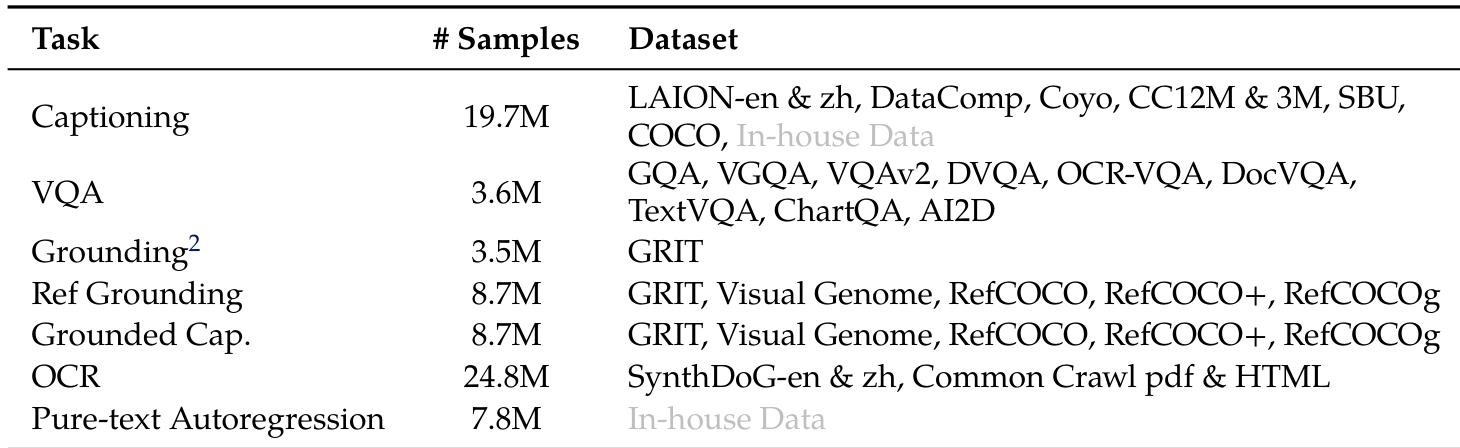 Task # Samples Dataset
Captioning 19.7M LAION-en & zh, DataComp, Coyo, CC12M & 3M, SBU,
COCO, In-house Data
VQA 3.6M GQA, VGQA, VQAv2, DVQA, OCR-VQA, DocVQA,
TextVQA, ChartQA, AI2D
Grounding2 3.5M GRIT
Ref Grounding 8.7M GRIT, Visual Genome, RefCOCO, RefCOCO+, RefCOCOg
Grounded Cap. 8.7M GRIT, Visual Genome, RefCOCO, RefCOCO+, RefCOCOg
OCR 24.8M SynthDoG-en & zh, Common Crawl pdf & HTML
Pure-text Autoregression 7.8M In-house Data